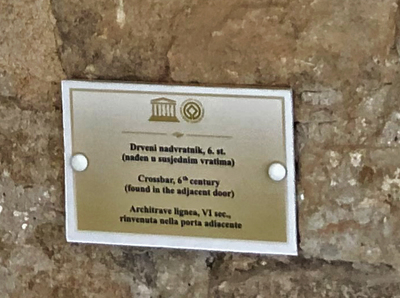 Drveni nadvratnik, 6. st.
(nađen u susjednim vratima)
Crossbar, 6th century
(found in the adjacent door)
Architrave lignea, VI sec.,
rinvenuta nella porta adiacente